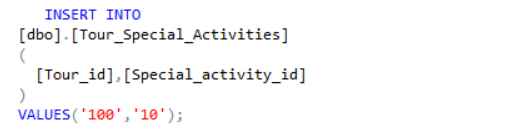 INSERT INTO
[dbo].[Tour_Special_Activities]
(
[Tour_id],[Special_activity_id]
)
VALUES('100','10');